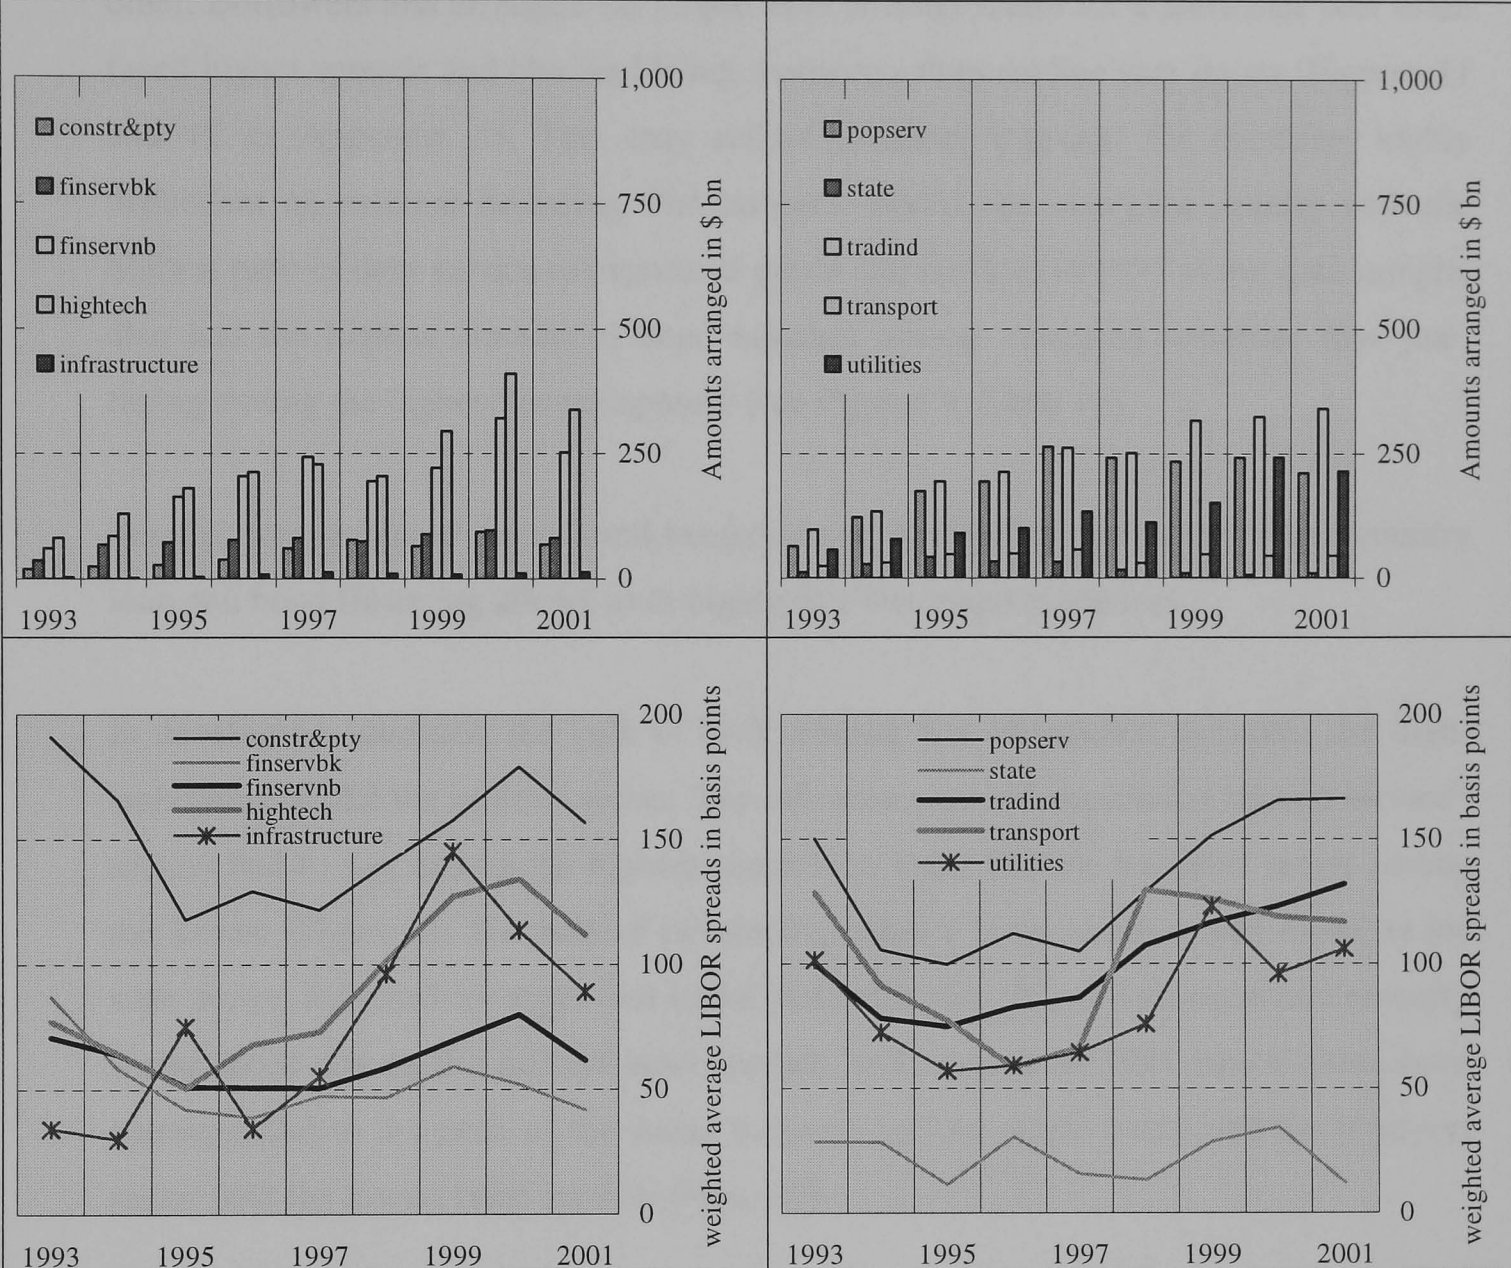 1,000
constr&pty
finservbk
750
finservnb
hightech
500
infrastructure
250
0
Amounts arranged in $ bn
1993 1995 1997 1999 2001
1,000
popserv
state
750
tradind
transport
500
utilities
250
0
Amounts arranged in $ bn
1993 1995 1997 1999 2001
200
constr&pty
finservbk
finservnb
hightech
infrastructure
150
100
50
0
weighted average LIBOR spreads in basis points
1993 1995 1997 1999 2001
200
popserv
state
tradind
transport
utilities
150
100
50
0
weighted average LIBOR spreads in basis points
1993 1995 1997 1999 2001